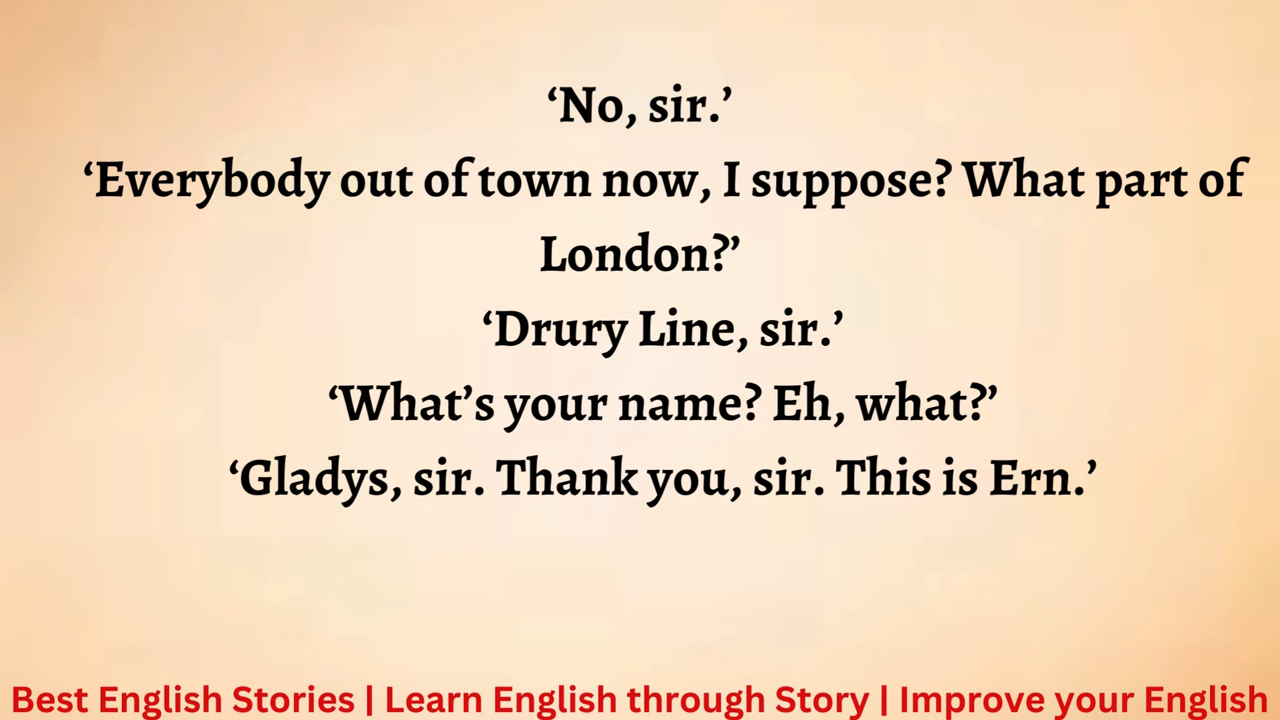 ‘No, sir.’
‘Everybody out of town now, I suppose? What part of
London?’
‘Drury Line, sir.’
‘What’s your name? Eh, what?’
‘Gladys, sir. Thank you, sir. This is Ern.’
Best English Stories | Learn English through Story | Improve your English